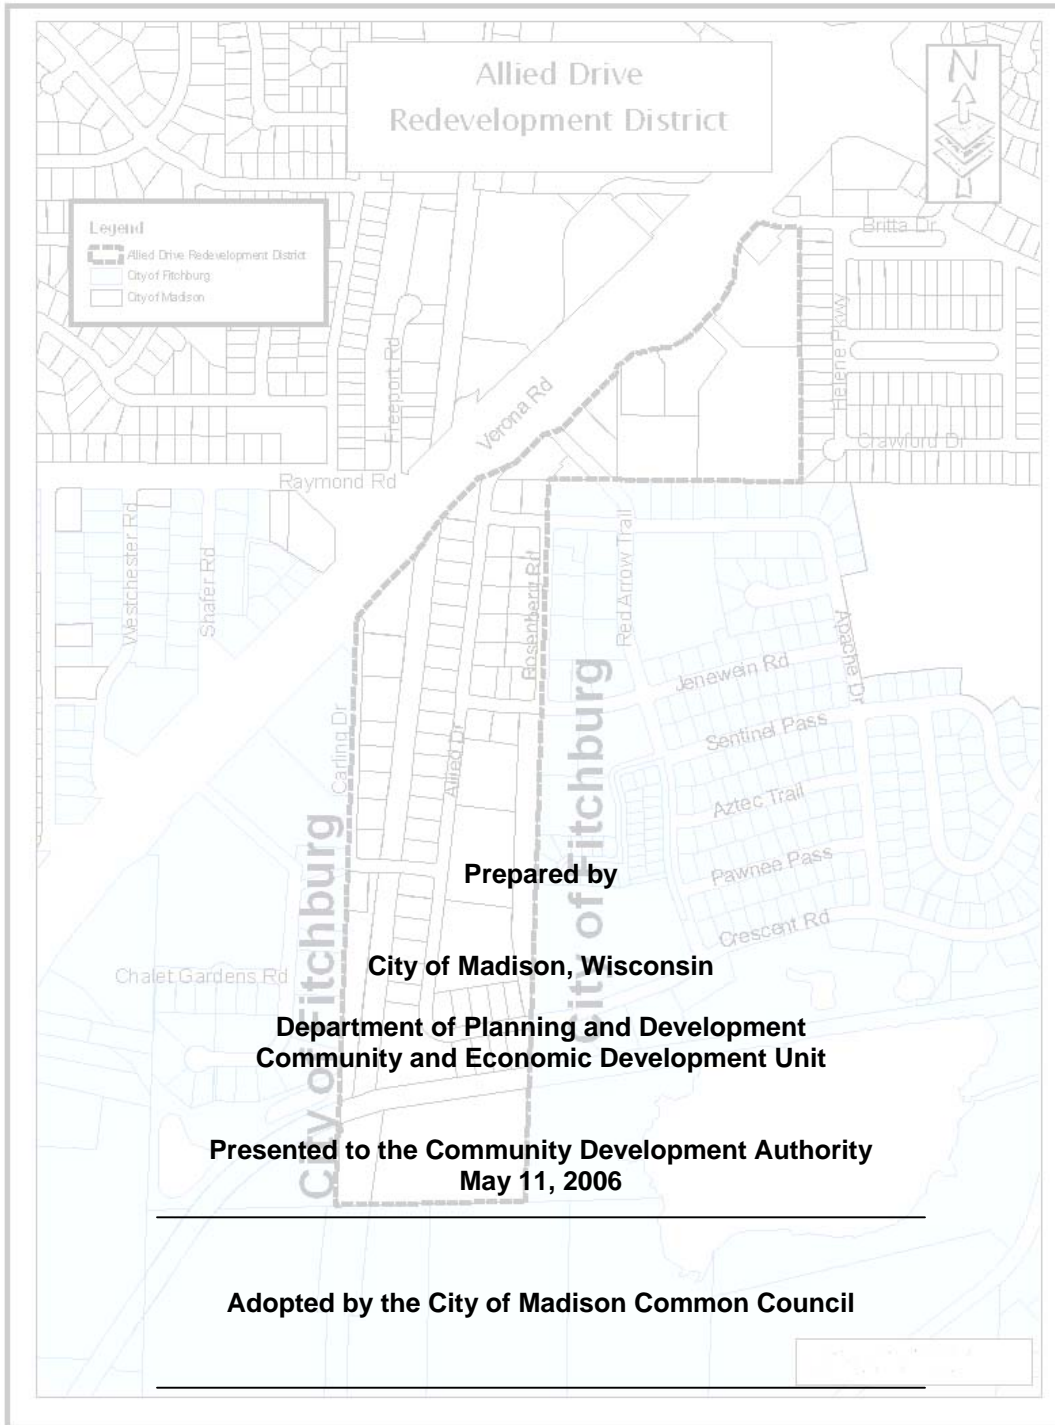 Allied Drive
Redevelopment District
N
Legend
Allied Drive Redevelopment District
City of Fitchburg
City of Madison
Britta Dr
Helene Pkwy
Freeport Rd
Verona Rd
Crawford Dr
Raymond Rd
Westchester Rd
Shafer Rd
Rosenberg Rd
Red Arrow Trail
Apache Dr
Jenewein Rd
Sentinel Pass
Carling Dr
Allied Dr
Aztec Trail
Pawnee Pass
Crescent Rd
City of Fitchburg
City of Fitchburg
Chalet Gardens Rd
Prepared by
City of Madison, Wisconsin
Department of Planning and Development
Community and Economic Development Unit
Presented to the Community Development Authority
May 11, 2006
Adopted by the City of Madison Common Council